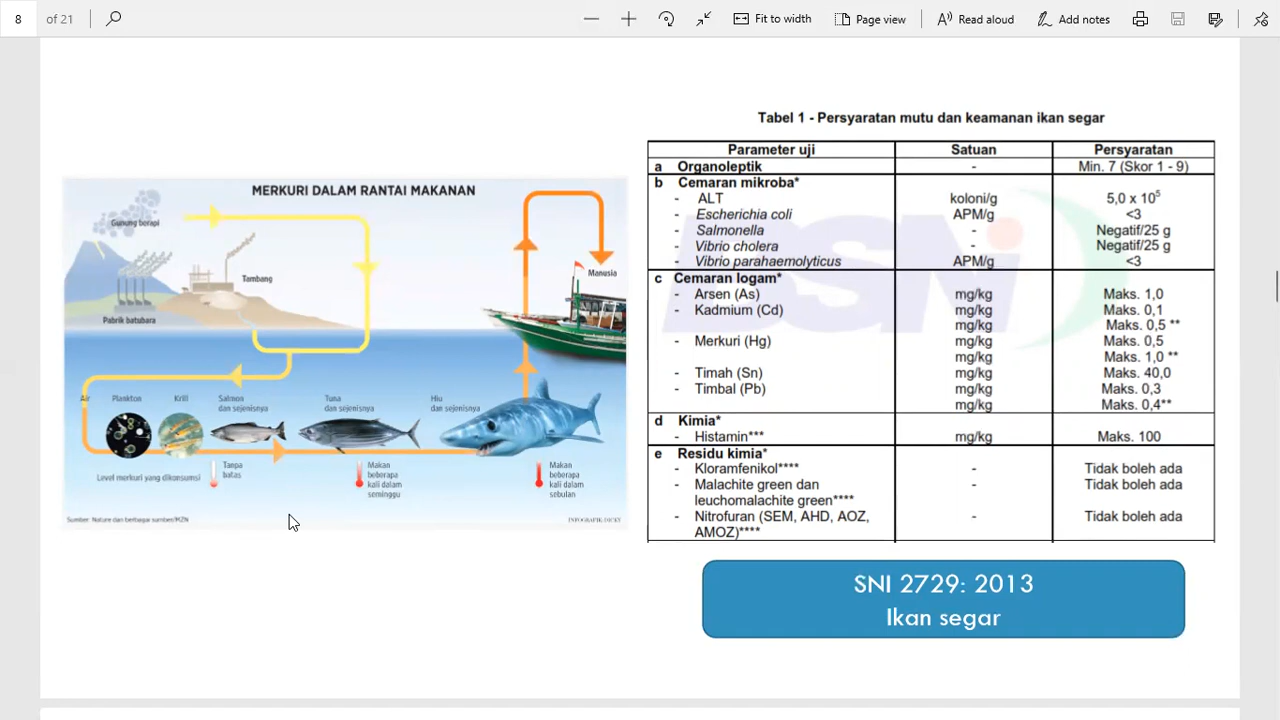 8 of 21
Fit to width
Page view
Read aloud
Add notes
MERKURI DALAM RANTAI MAKANAN
Gunung berapi
Tambang
Pabrik batubara
Manusia
Air
Plankton
Krill
Salmon
dan sejenisnya
Tuna
dan sejenisnya
Hiu
dan sejenisnya
Level merkuri yang dikonsumsi
Tanpa
batas
Makan
beberapa
kali dalam
seminggu
Makan
beberapa
kali dalam
sebulan
Sumber: Nature dan berbagai sumber/MZN
INFOGRAFIK DICKY
Tabel 1 - Persyaratan mutu dan keamanan ikan segar
Parameter uji Satuan Persyaratan
a Organoleptik - Min. 7 (Skor 1 - 9)
b Cemaran mikroba*
- ALT koloni/g 5,0 x 10⁵
- Escherichia coli APM/g <3
- Salmonella - Negatif/25 g
- Vibrio cholera - Negatif/25 g
- Vibrio parahaemolyticus APM/g <3
c Cemaran logam*
- Arsen (As) mg/kg Maks. 1,0
- Kadmium (Cd) mg/kg Maks. 0,1
mg/kg Maks. 0,5 **
- Merkuri (Hg) mg/kg Maks. 0,5
mg/kg Maks. 1,0 **
- Timah (Sn) mg/kg Maks. 40,0
- Timbal (Pb) mg/kg Maks. 0,3
mg/kg Maks. 0,4**
d Kimia*
- Histamin*** mg/kg Maks. 100
e Residu kimia*
- Kloramfenikol**** - Tidak boleh ada
- Malachite green dan - Tidak boleh ada
leuchomalachite green****
- Nitrofuran (SEM, AHD, AOZ, - Tidak boleh ada
AMOZ)****
BSNi
SNI 2729: 2013
Ikan segar